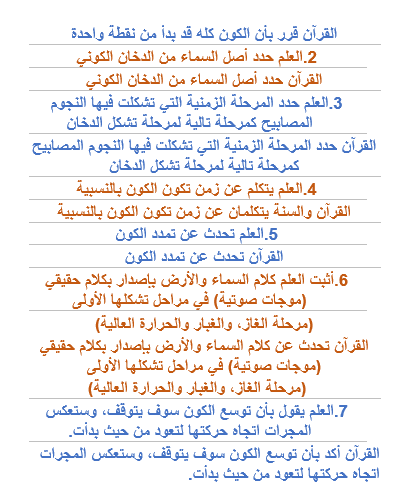 القرآن قرر بأن الكون كله قد بدأ من نقطة واحدة
2.العلم حدد أصل السماء من الدخان الكوني
القرآن حدد أصل السماء من الدخان الكوني
3.العلم حدد المرحلة الزمنية التي تشكلت فيها النجوم
المصابيح كمرحلة تالية لمرحلة تشكل الدخان
القرآن حدد المرحلة الزمنية التي تشكلت فيها النجوم المصابيح
كمرحلة تالية لمرحلة تشكل الدخان
4.العلم يتكلم عن زمن تكون الكون بالنسبية
القرآن والسنة يتكلمان عن زمن تكون الكون بالنسبية
5.العلم تحدث عن تمدد الكون
القرآن تحدث عن تمدد الكون
6.أثبت العلم كلام السماء والأرض بإصدار بكلام حقيقي
(موجات صوتية) في مراحل تشكلها الأولى
(مرحلة الغاز، والغبار والحرارة العالية)
القرآن تحدث عن كلام السماء والأرض بإصدار بكلام حقيقي
(موجات صوتية) في مراحل تشكلها الأولى
(مرحلة الغاز، والغبار والحرارة العالية)
7.العلم يقول بأن توسع الكون سوف يتوقف، وستعكس
المجرات اتجاه حركتها لتعود من حيث بدأت.
القرآن أكد بأن توسع الكون سوف يتوقف، وستعكس المجرات
اتجاه حركتها لتعود من حيث بدأت.